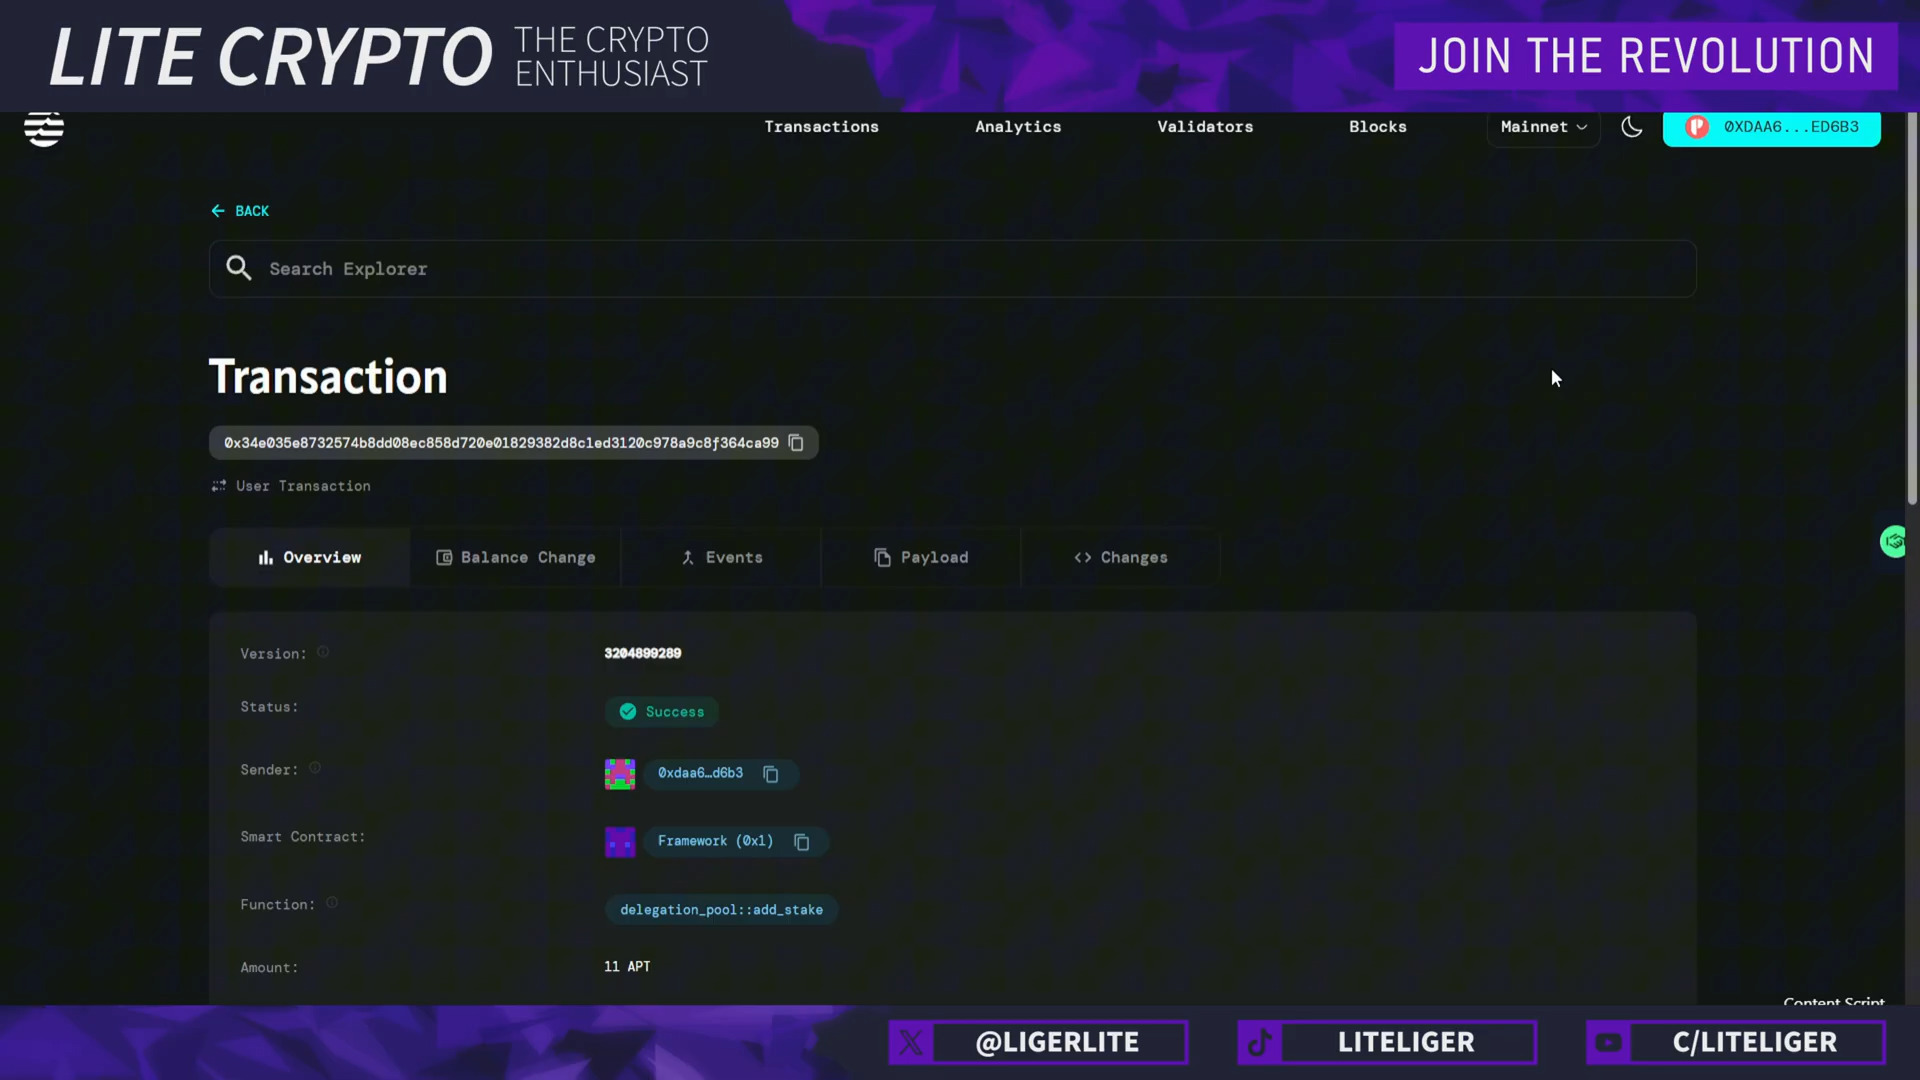 LITE CRYPTO THE CRYPTO ENTHUSIAST
JOIN THE REVOLUTION
Transactions Analytics Validators Blocks Mainnet 0XDAA6...ED6B3
BACK
Search Explorer
Transaction
0x34e035e8732574b8dd08ec858d720e01829382d8c1ed3120c978a9c8f364ca99
User Transaction
Overview Balance Change Events Payload Changes
Version: 3204899289
Status: Success
Sender: 0xdaa6…d6b3
Smart Contract: Framework (0x1)
Function: delegation_pool::add_stake
Amount: 11 APT
Content Script
@LIGERLITE LITELIGER C/LITELIGER